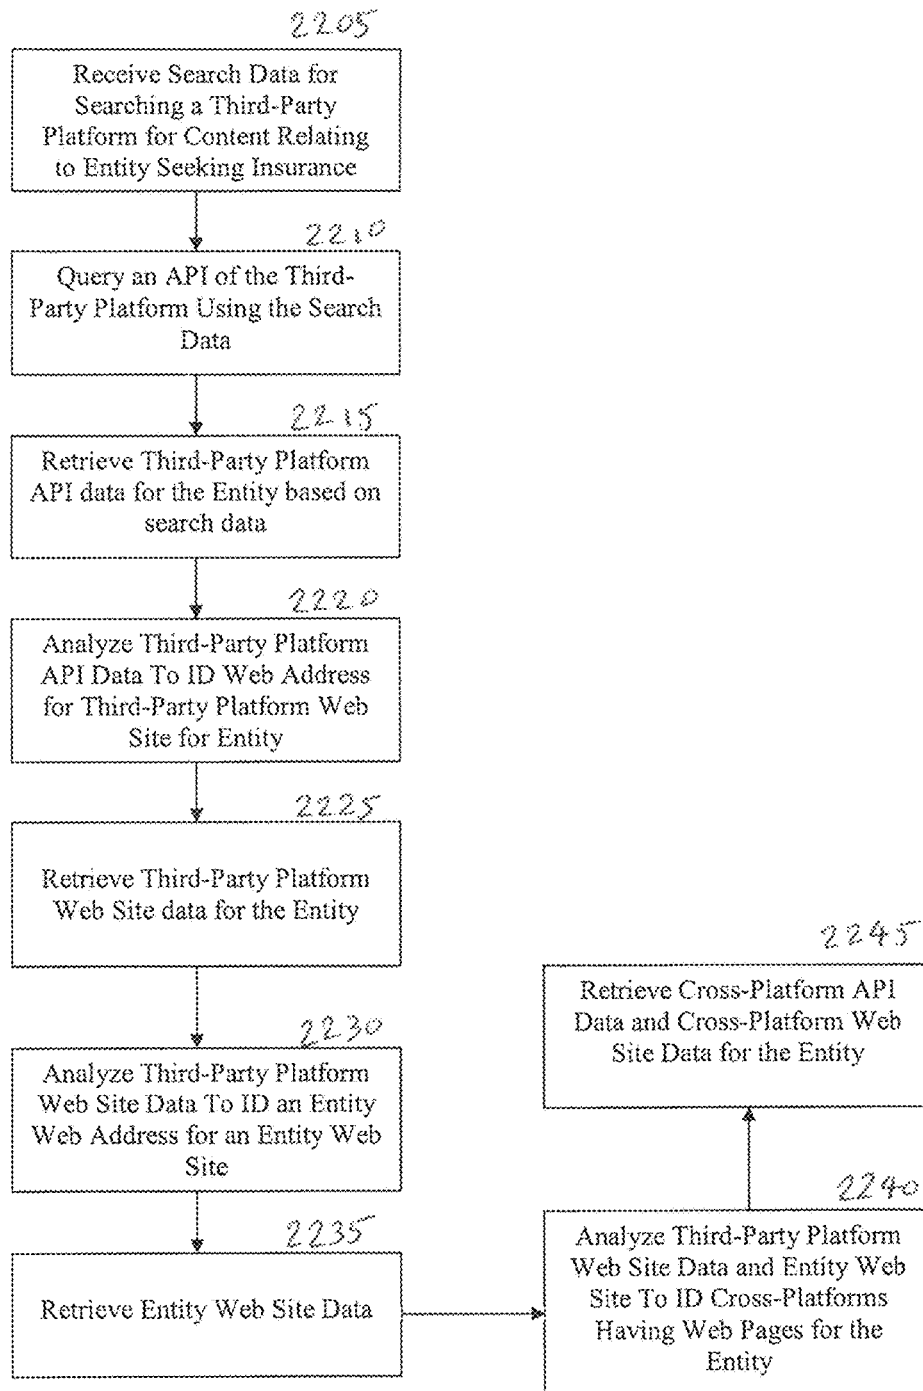 2205
Receive Search Data for
Searching a Third-Party
Platform for Content Relating
to Entity Seeking Insurance
2210
Query an API of the Third-
Party Platform Using the Search
Data
2215
Retrieve Third-Party Platform
API data for the Entity based on
search data
2220
Analyze Third-Party Platform
API Data To ID Web Address
for Third-Party Platform Web
Site for Entity
2225
Retrieve Third-Party Platform
Web Site data for the Entity
2230
Analyze Third-Party Platform
Web Site Data To ID an Entity
Web Address for an Entity Web
Site
2235
Retrieve Entity Web Site Data
2240
Analyze Third-Party Platform
Web Site Data and Entity Web
Site To ID Cross-Platforms
Having Web Pages for the
Entity
2245
Retrieve Cross-Platform API
Data and Cross-Platform Web
Site Data for the Entity